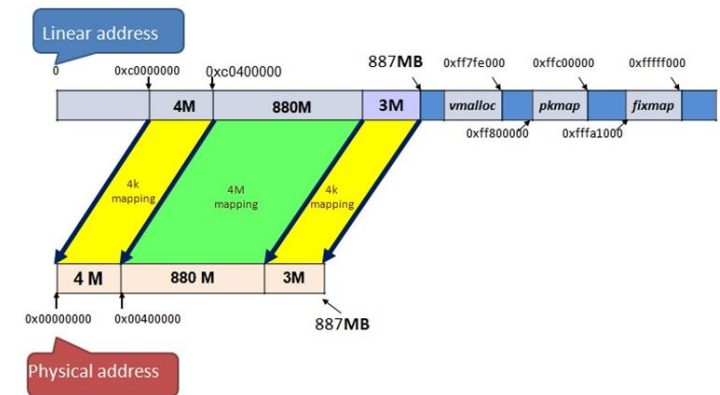 Linear address
0
0xc0000000
0xc0400000
887MB
0xff7fe000
0xffc00000
0xfffff000
4M
880M
3M
vmalloc
pkmap
fixmap
0xff800000
0xfffa1000
4k
mapping
4M
mapping
4k
mapping
4 M
880 M
3M
0x00000000
0x00400000
887MB
Physical address